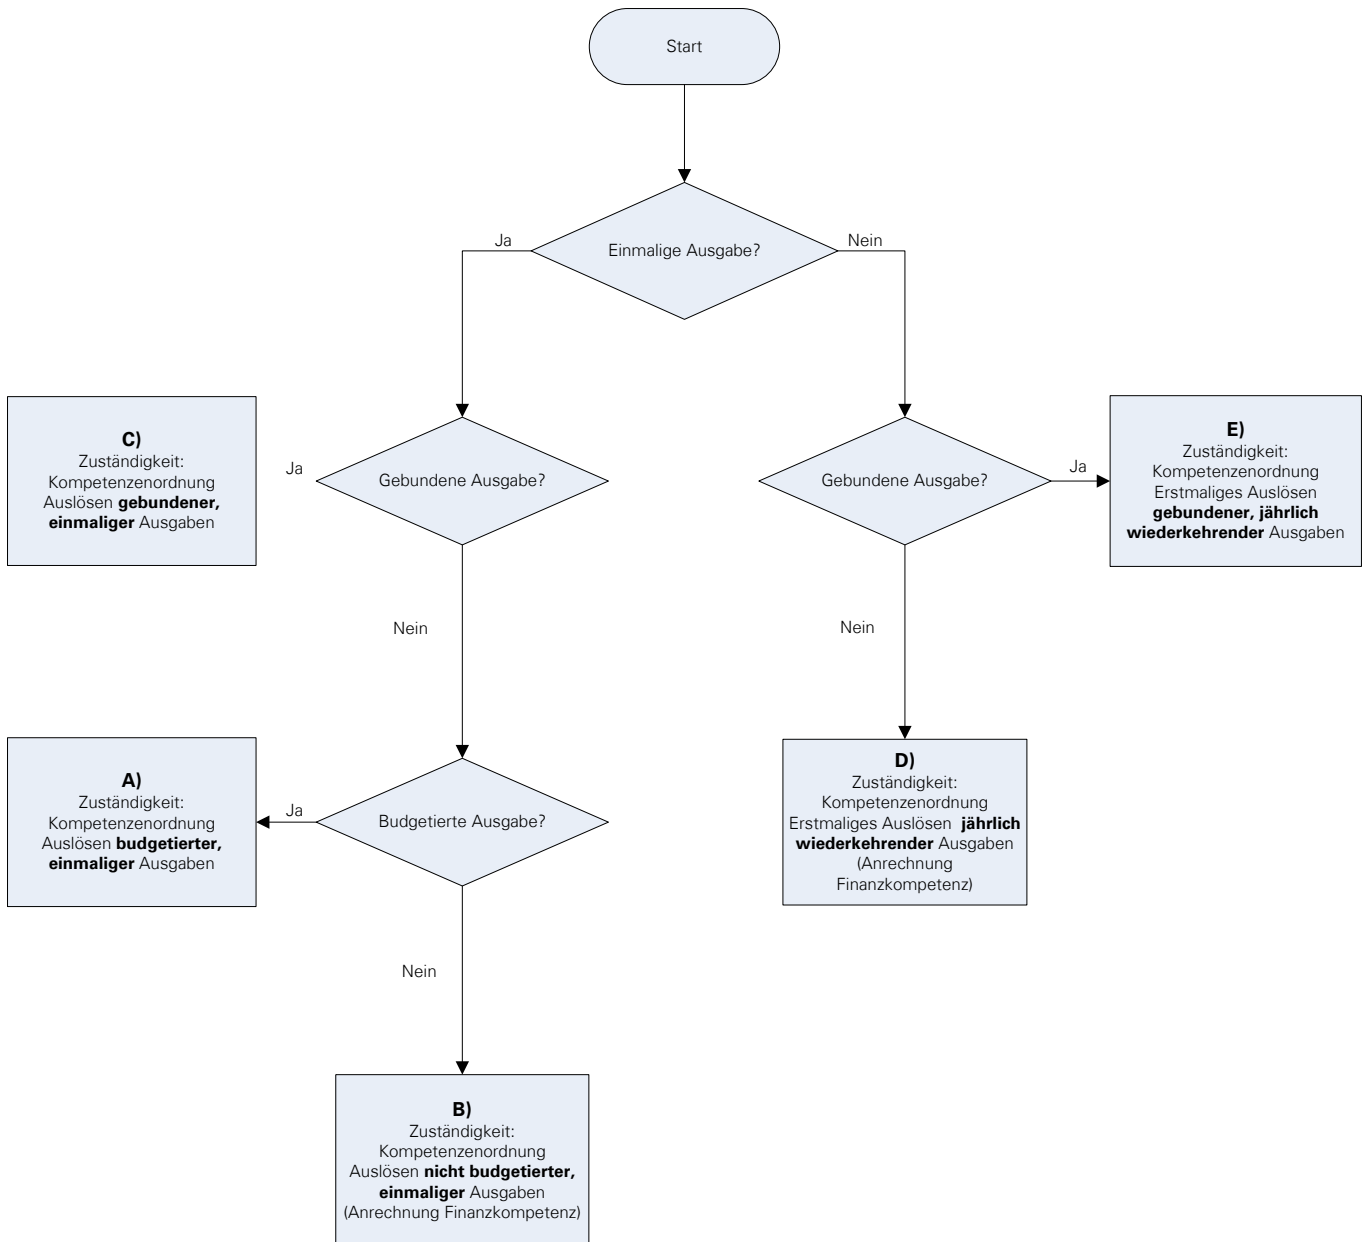 Start
Ja
Einmalige Ausgabe?
Nein
C)
Zuständigkeit:
Kompetenzenordnung
Auslösen gebundener,
einmaliger Ausgaben
Ja
Gebundene Ausgabe?
Gebundene Ausgabe?
Ja
E)
Zuständigkeit:
Kompetenzenordnung
Erstmaliges Auslösen
gebundener, jährlich
wiederkehrender Ausgaben
Nein
Nein
A)
Zuständigkeit:
Kompetenzenordnung
Auslösen budgetierter,
einmaliger Ausgaben
Ja
Budgetierte Ausgabe?
D)
Zuständigkeit:
Kompetenzenordnung
Erstmaliges Auslösen jährlich
wiederkehrender Ausgaben
(Anrechnung
Finanzkompetenz)
Nein
B)
Zuständigkeit:
Kompetenzenordnung
Auslösen nicht budgetierter,
einmaliger Ausgaben
(Anrechnung Finanzkompetenz)